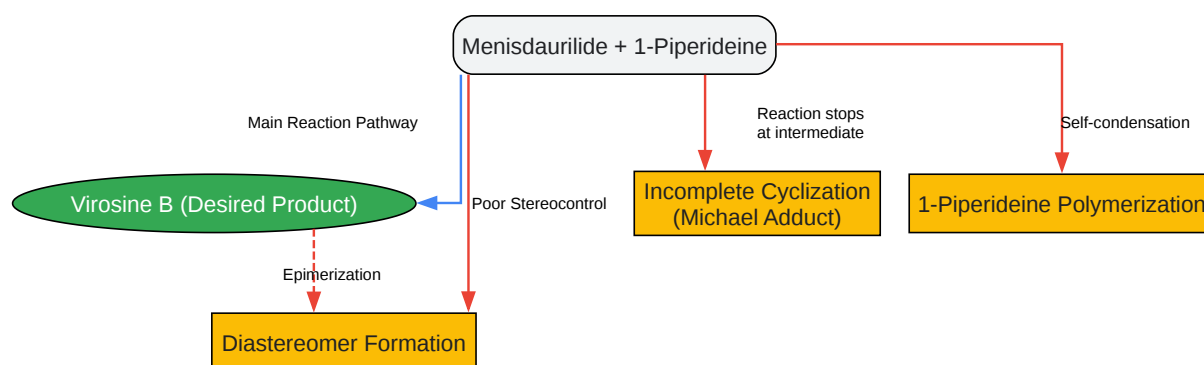 Menisdaurilide + 1-Piperideine
Main Reaction Pathway
Reaction stops
at intermediate
Self-condensation
Virosine B (Desired Product)
Poor Stereocontrol
Incomplete Cyclization
(Michael Adduct)
1-Piperideine Polymerization
Epimerization
Diastereomer Formation